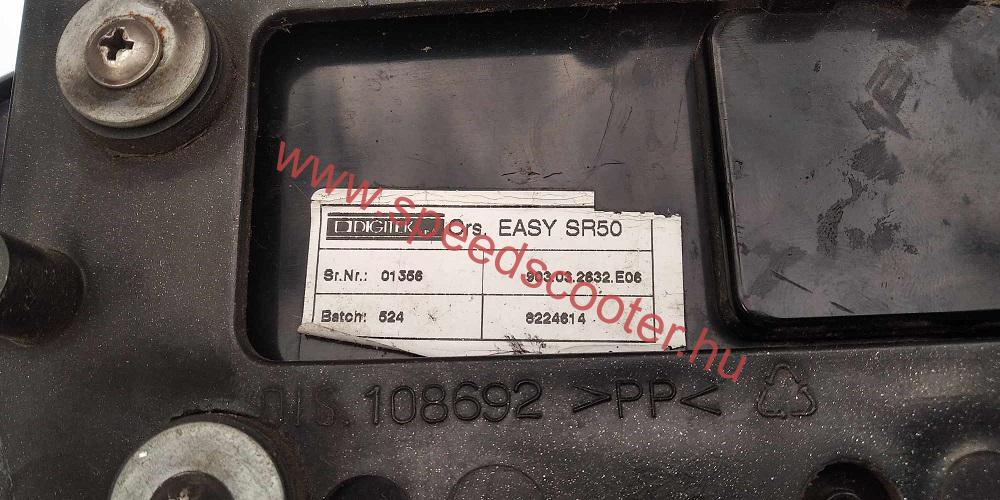 DIGITEK Crs. EASY SR50
Sr.Nr.: 01356 903.03.2632.E06
Batch: 524 8224614
DIS.108692 >PP<
www.speedscooter.hu